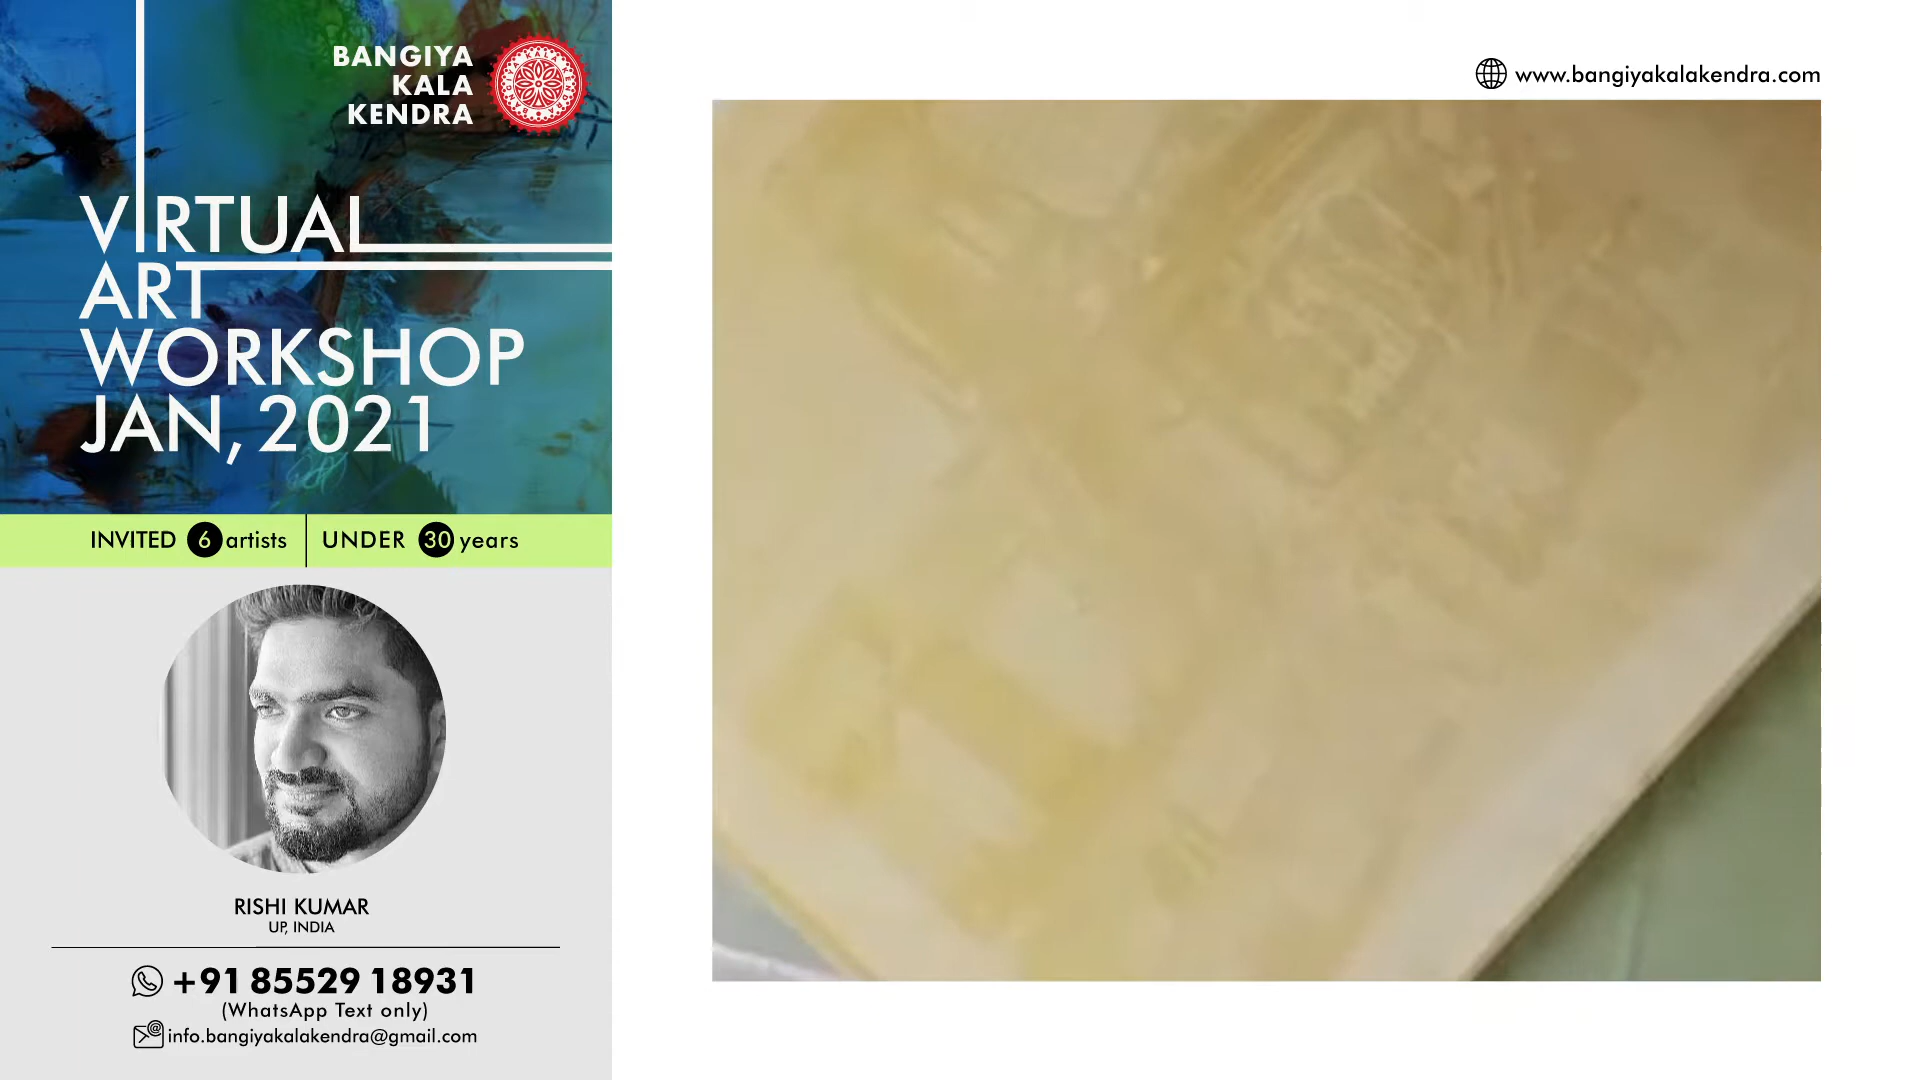 BANGIYA
KALA
KENDRA
VIRTUAL
ART
WORKSHOP
JAN, 2021
INVITED 6 artists
UNDER 30 years
RISHI KUMAR
UP, INDIA
+91 85529 18931
(WhatsApp Text only)
info.bangiyakalakendra@gmail.com
www.bangiyakalakendra.com